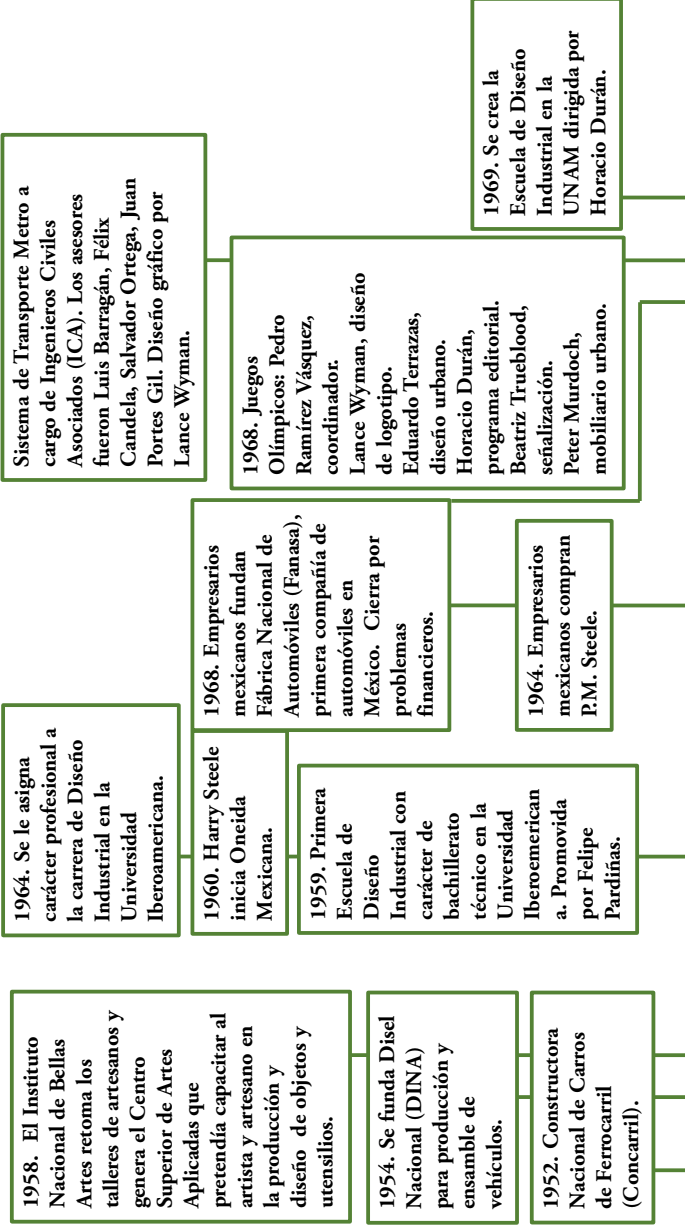 1958. El Instituto
Nacional de Bellas
Artes retoma los
talleres de artesanos y
genera el Centro
Superior de Artes
Aplicadas que
pretendía capacitar al
artista y artesano en
la producción y
diseño de objetos y
utensilios.
1954. Se funda Disel
Nacional (DINA)
para producción y
ensamble de
vehículos.
1952. Constructora
Nacional de Carros
de Ferrocarril
(Concarril).
1964. Se le asigna
carácter profesional a
la carrera de Diseño
Industrial en la
Universidad
Iberoamericana.
1960. Harry Steele
inicia Oneida
Mexicana.
1959. Primera
Escuela de
Diseño
Industrial con
carácter de
bachillerato
técnico en la
Universidad
Iberoemerican
a. Promovida
por Felipe
Pardiñas.
1968. Empresarios
mexicanos fundan
Fábrica Nacional de
Automóviles (Fanasa),
primera compañía de
automóviles en
México. Cierra por
problemas
financieros.
1964. Empresarios
mexicanos compran
P.M. Steele.
Sistema de Transporte Metro a
cargo de Ingenieros Civiles
Asociados (ICA). Los asesores
fueron Luis Barragán, Félix
Candela, Salvador Ortega, Juan
Portes Gil. Diseño gráfico por
Lance Wyman.
1968. Juegos
Olímpicos: Pedro
Ramírez Vásquez,
coordinador.
Lance Wyman, diseño
de logotipo.
Eduardo Terrazas,
diseño urbano.
Horacio Durán,
programa editorial.
Beatriz Trueblood,
señalización.
Peter Murdoch,
mobiliario urbano.
1969. Se crea la
Escuela de Diseño
Industrial en la
UNAM dirigida por
Horacio Durán.